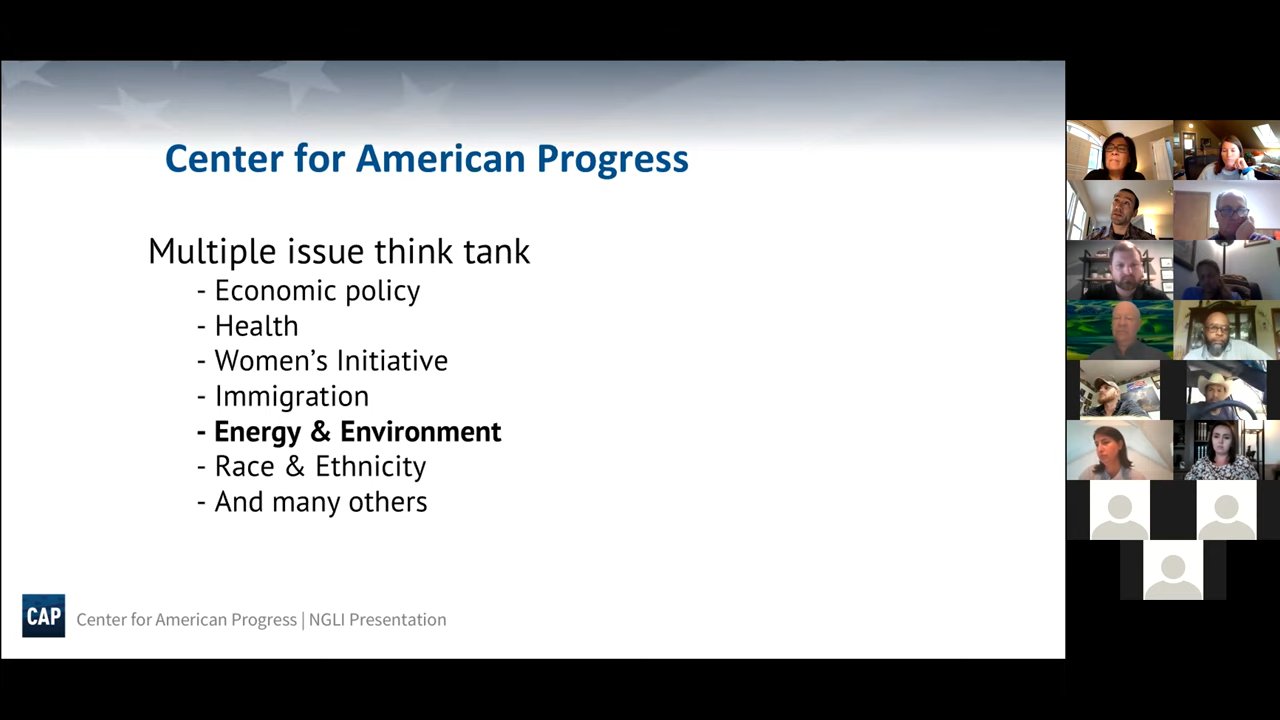 Center for American Progress
Multiple issue think tank
- Economic policy
- Health
- Women’s Initiative
- Immigration
- Energy & Environment
- Race & Ethnicity
- And many others
CAP
Center for American Progress | NGLI Presentation